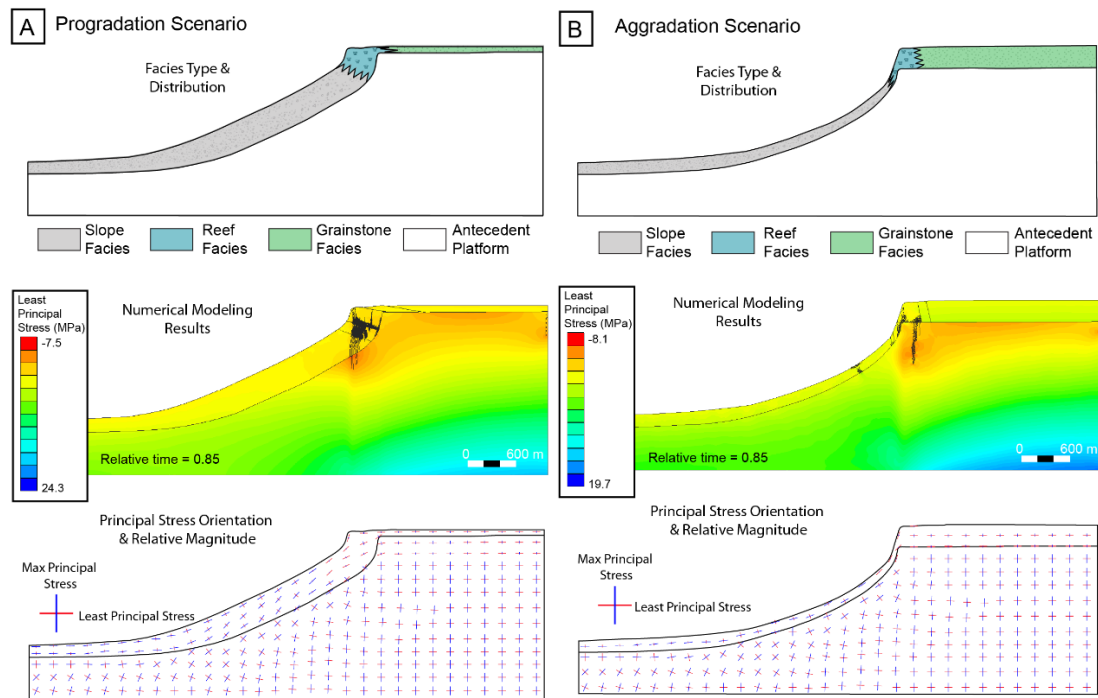 A Progradation Scenario
Facies Type &
Distribution
Slope
Facies
Reef
Facies
Grainstone
Facies
Antecedent
Platform
Least
Principal
Stress (MPa)
-7.5
24.3
Numerical Modeling
Results
Relative time = 0.85
0 600 m
Principal Stress Orientation
& Relative Magnitude
Max Principal
Stress
Least Principal Stress
B Aggradation Scenario
Facies Type &
Distribution
Slope
Facies
Reef
Facies
Grainstone
Facies
Antecedent
Platform
Least
Principal
Stress (MPa)
-8.1
19.7
Numerical Modeling
Results
Relative time = 0.85
0 600 m
Principal Stress Orientation
& Relative Magnitude
Max Principal
Stress
Least Principal Stress